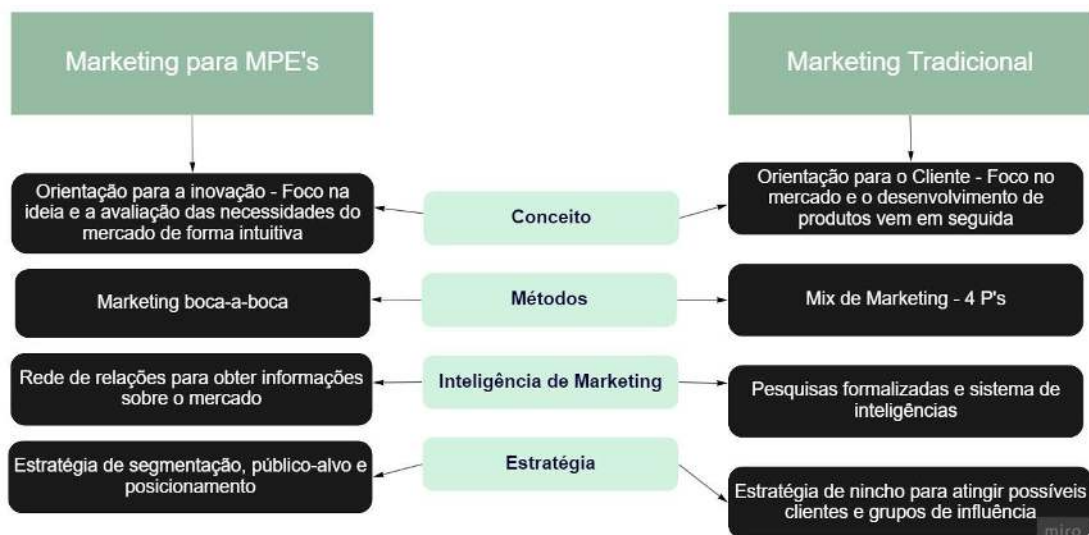 Marketing para MPE's
Marketing Tradicional
Orientação para a inovação - Foco na
ideia e a avaliação das necessidades do
mercado de forma intuitiva
Conceito
Orientação para o Cliente - Foco no
mercado e o desenvolvimento de
produtos vem em seguida
Marketing boca-a-boca
Métodos
Mix de Marketing - 4 P's
Rede de relações para obter informações
sobre o mercado
Inteligência de Marketing
Pesquisas formalizadas e sistema de
inteligências
Estratégia de segmentação, público-alvo e
posicionamento
Estratégia
Estratégia de nincho para atingir possíveis
clientes e grupos de influência
miro